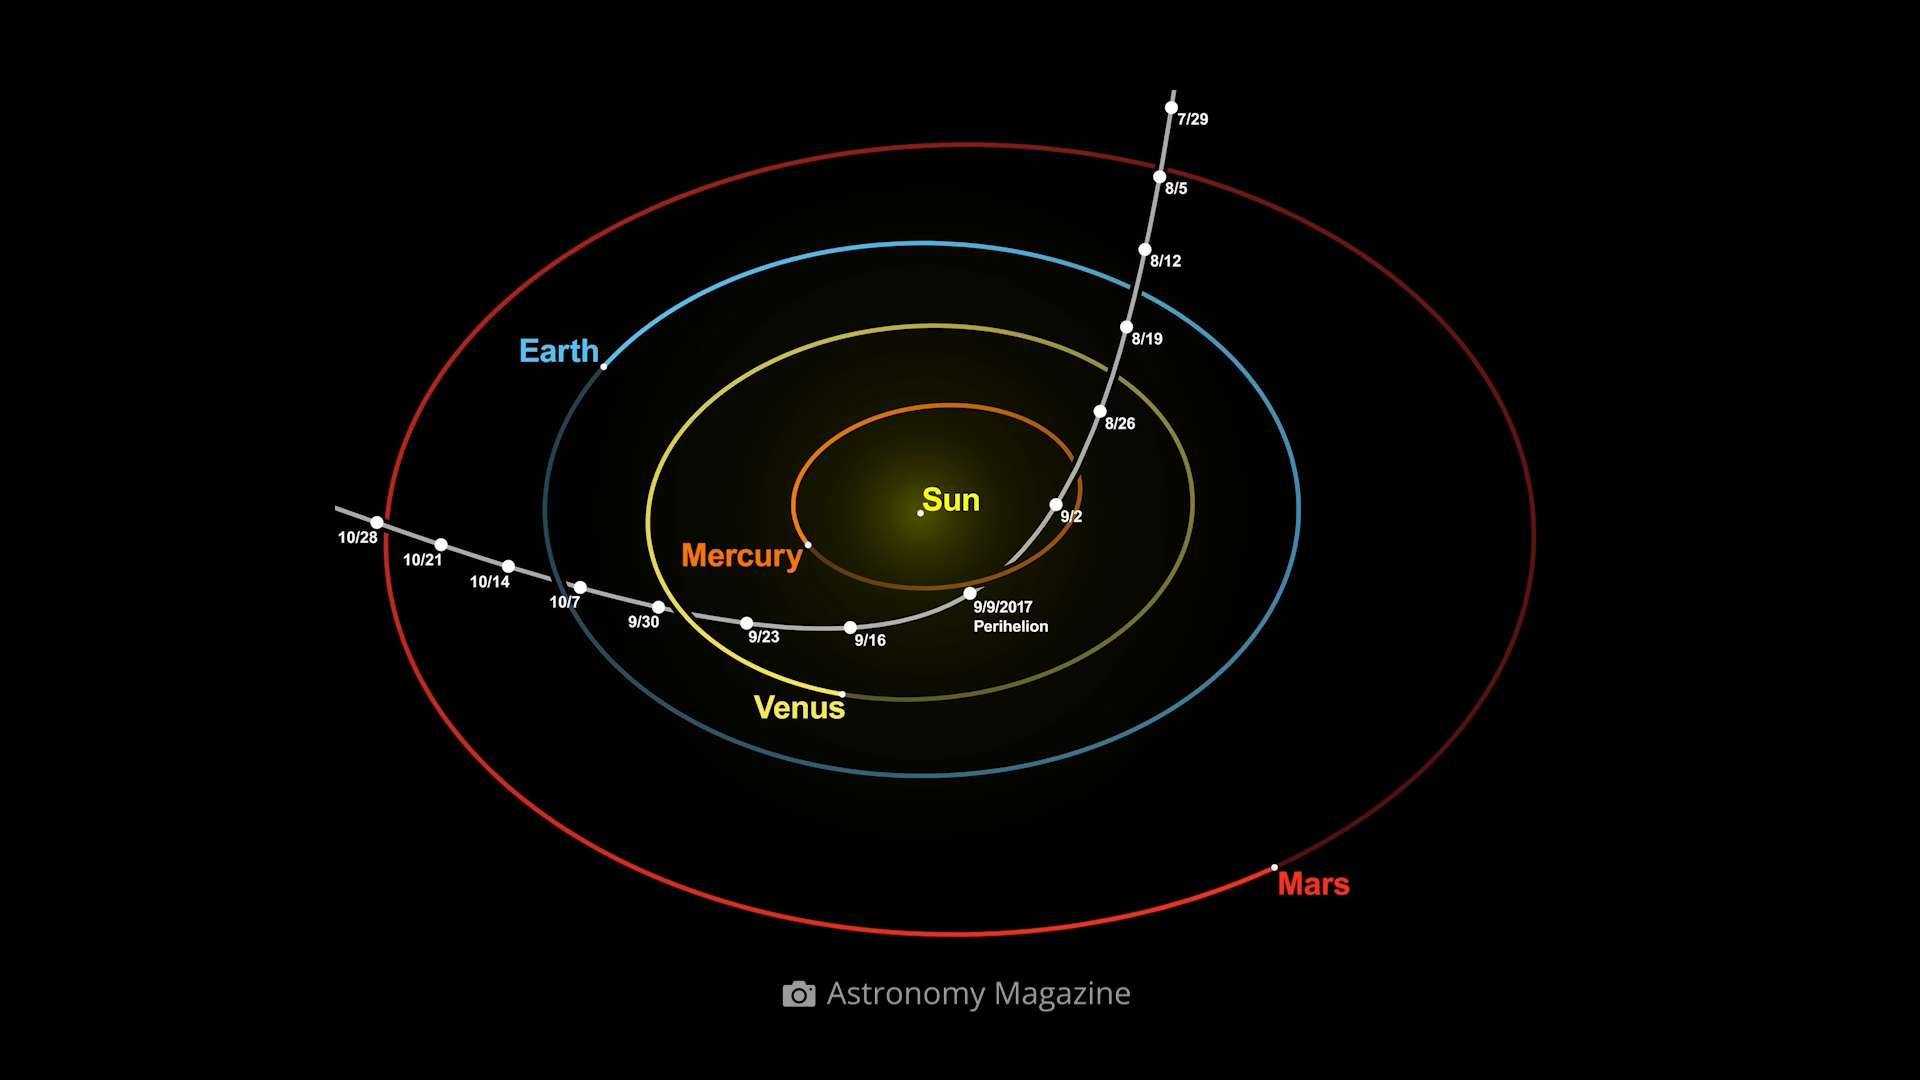 7/29
8/5
8/12
8/19
Earth
8/26
Sun
9/2
10/28
Mercury
10/21
10/14
10/7
9/9/2017
Perihelion
9/30
9/23
9/16
Venus
Mars
Astronomy Magazine